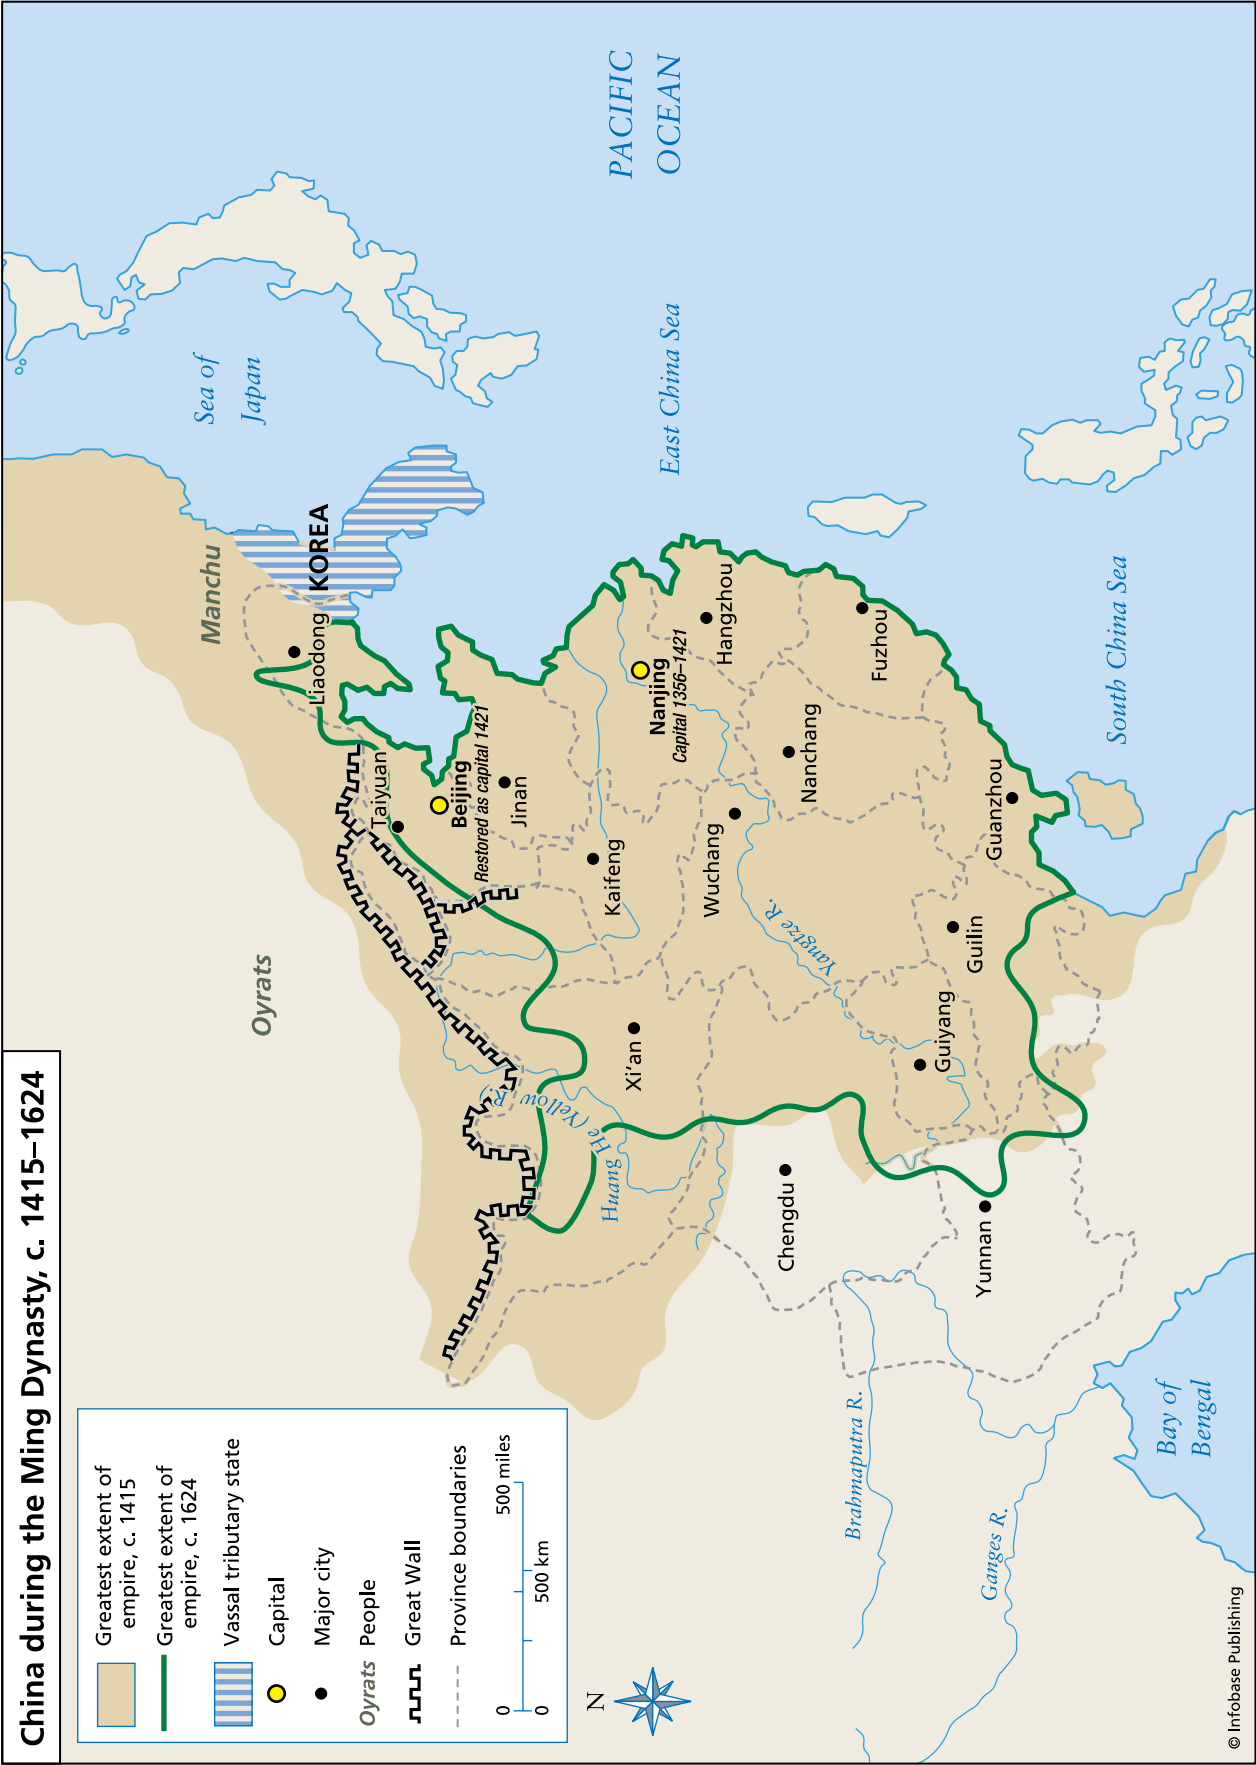 China during the Ming Dynasty, c. 1415–1624
Greatest extent of
empire, c. 1415
Greatest extent of
empire, c. 1624
Vassal tributary state
Capital
Major city
Oyrats People
Great Wall
Province boundaries
0 500 miles
0 500 km
N
Oyrats
Manchu
KOREA
Sea of
Japan
PACIFIC
OCEAN
East China Sea
South China Sea
Bay of
Bengal
Liaodong
Taiyuan
Beijing
Restored as capital 1421
Jinan
Kaifeng
Xi’an
Huang He (Yellow R.)
Nanjing
Capital 1356–1421
Hangzhou
Wuchang
Nanchang
Yangtze R.
Chengdu
Fuzhou
Guiyang
Guilin
Guanzhou
Yunnan
Brahmaputra R.
Ganges R.
© Infobase Publishing